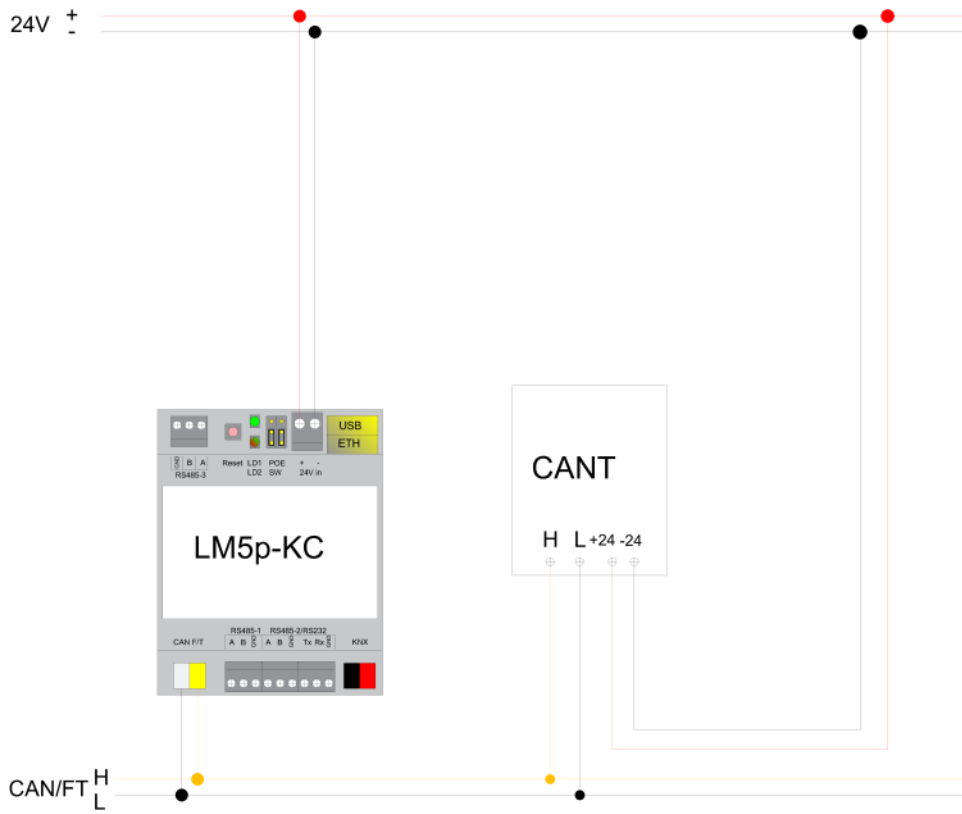 24V +
-
USB
ETH
GND B A
RS485-3
Reset LD1 POE + -
LD2 SW 24V in
LM5p-KC
CANT
H L +24 -24
RS485-1 RS485-2/RS232
CAN F/T A B GND A B GND Tx Rx GND KNX
CAN/FT H
L